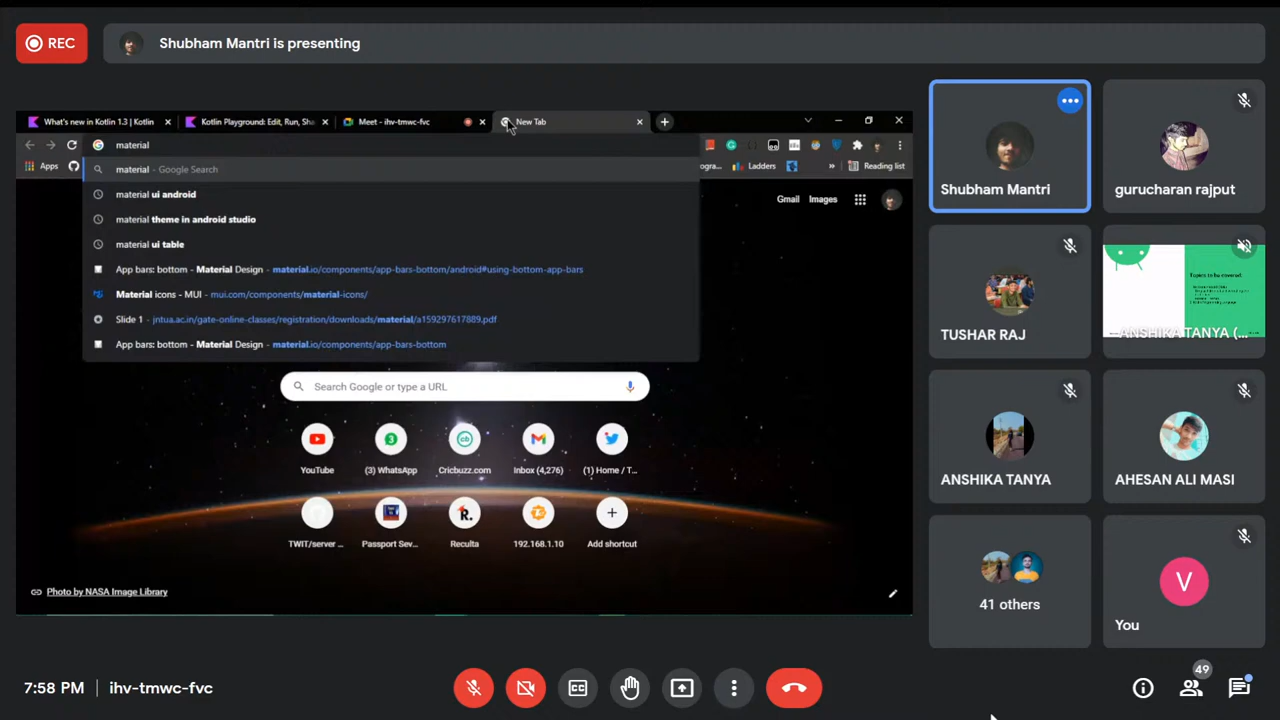 REC
Shubham Mantri is presenting
What's new in Kotlin 1.3 | Kotlin
Kotlin Playground: Edit, Run, Sha
Meet - ihv-tmwc-fvc
New Tab
material
Apps
Ladders
Reading list
material - Google Search
material ui android
material theme in android studio
material ui table
App bars: bottom - Material Design - material.io/components/app-bars-bottom/android#using-bottom-app-bars
Material icons - MUI - mui.com/components/material-icons/
Slide 1 - jntua.ac.in/gate-online-classes/registration/downloads/material/a159297617889.pdf
App bars: bottom - Material Design - material.io/components/app-bars-bottom
Gmail Images
Search Google or type a URL
YouTube
(3) WhatsApp
Cricbuzz.com
Inbox (4,276)
(1) Home / T...
TWIT/server ...
Passport Sev...
Reculta
192.168.1.10
Add shortcut
Photo by NASA Image Library
Shubham Mantri
gurucharan rajput
TUSHAR RAJ
Topics to be covered:
ANSHIKA TANYA (...
ANSHIKA TANYA
AHESAN ALI MASI
41 others
V
You
7:58 PM | ihv-tmwc-fvc
49